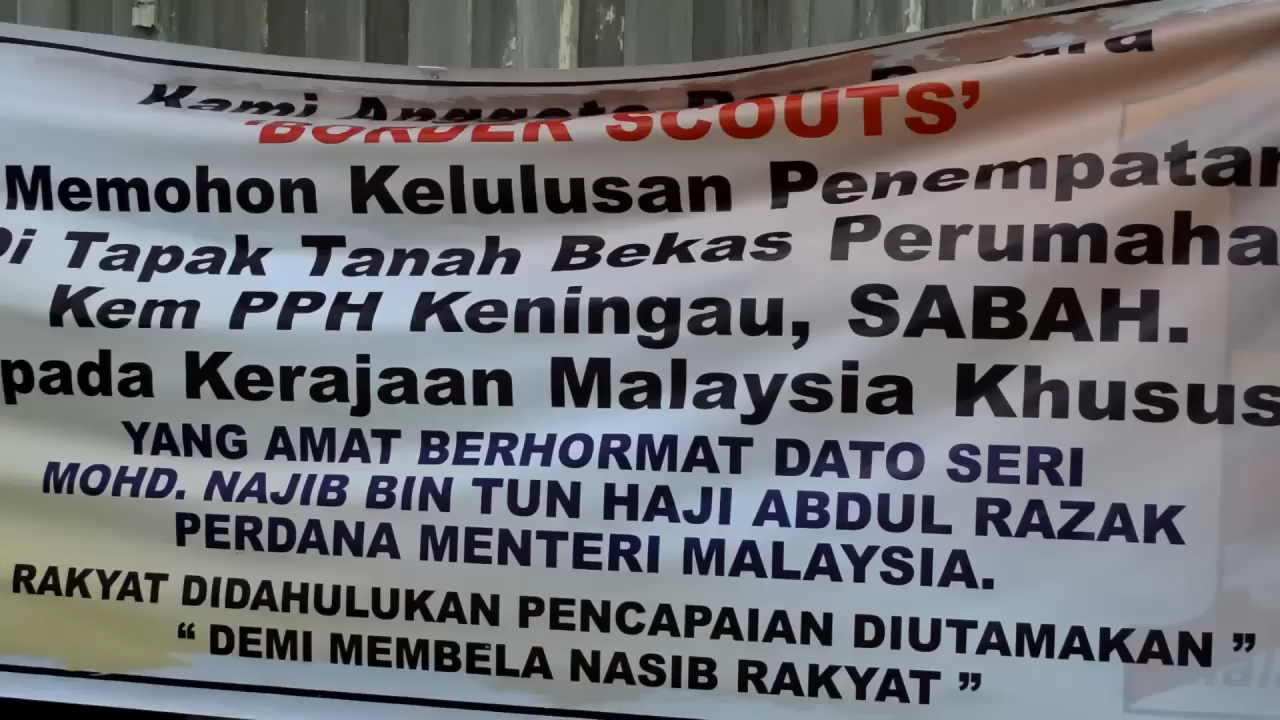 Kami Anggota
'BORDER SCOUTS'
Memohon Kelulusan Penempatan
Di Tapak Tanah Bekas Perumaha
Kem PPH Keningau, SABAH.
pada Kerajaan Malaysia Khusus
YANG AMAT BERHORMAT DATO SERI
MOHD. NAJIB BIN TUN HAJI ABDUL RAZAK
PERDANA MENTERI MALAYSIA.
RAKYAT DIDAHULUKAN PENCAPAIAN DIUTAMAKAN ”
“ DEMI MEMBELA NASIB RAKYAT ”